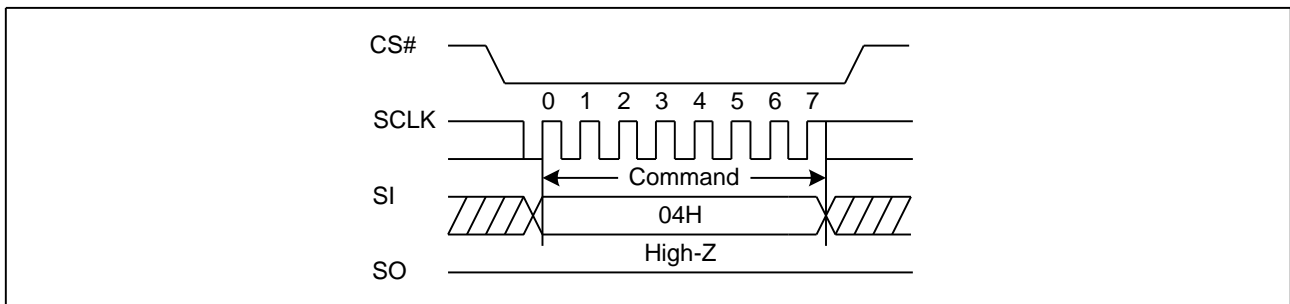 CS#
0 1 2 3 4 5 6 7
SCLK
Command
SI
04H
High-Z
SO